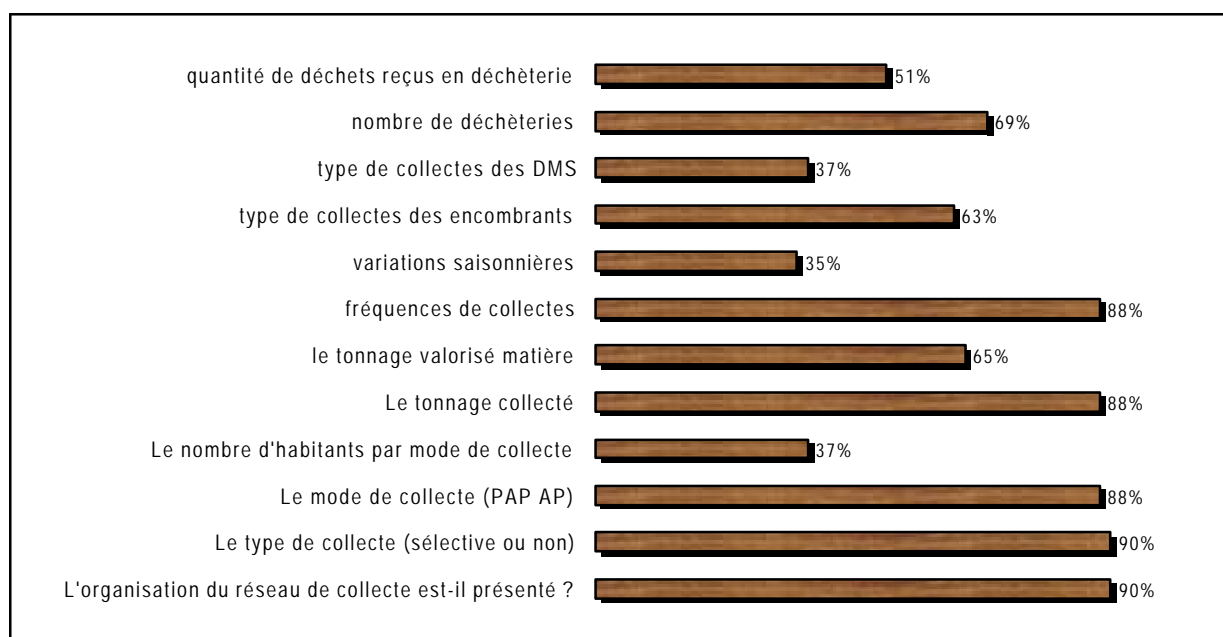 quantité de déchets reçus en déchèterie 51%
nombre de déchèteries 69%
type de collectes des DMS 37%
type de collectes des encombrants 63%
variations saisonnières 35%
fréquences de collectes 88%
le tonnage valorisé matière 65%
Le tonnage collecté 88%
Le nombre d'habitants par mode de collecte 37%
Le mode de collecte (PAP AP) 88%
Le type de collecte (sélective ou non) 90%
L'organisation du réseau de collecte est-il présenté ? 90%